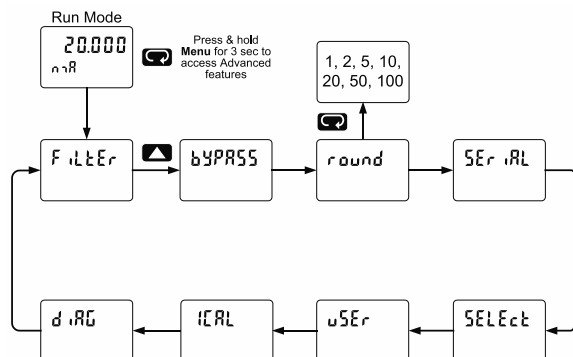 Run Mode
20.000
mA
Press & hold
Menu for 3 sec to
access Advanced
features
1, 2, 5, 10,
20, 50, 100
FiLtEr
bYPASS
round
SEriAL
diAG
ICAL
uSEr
SELEct